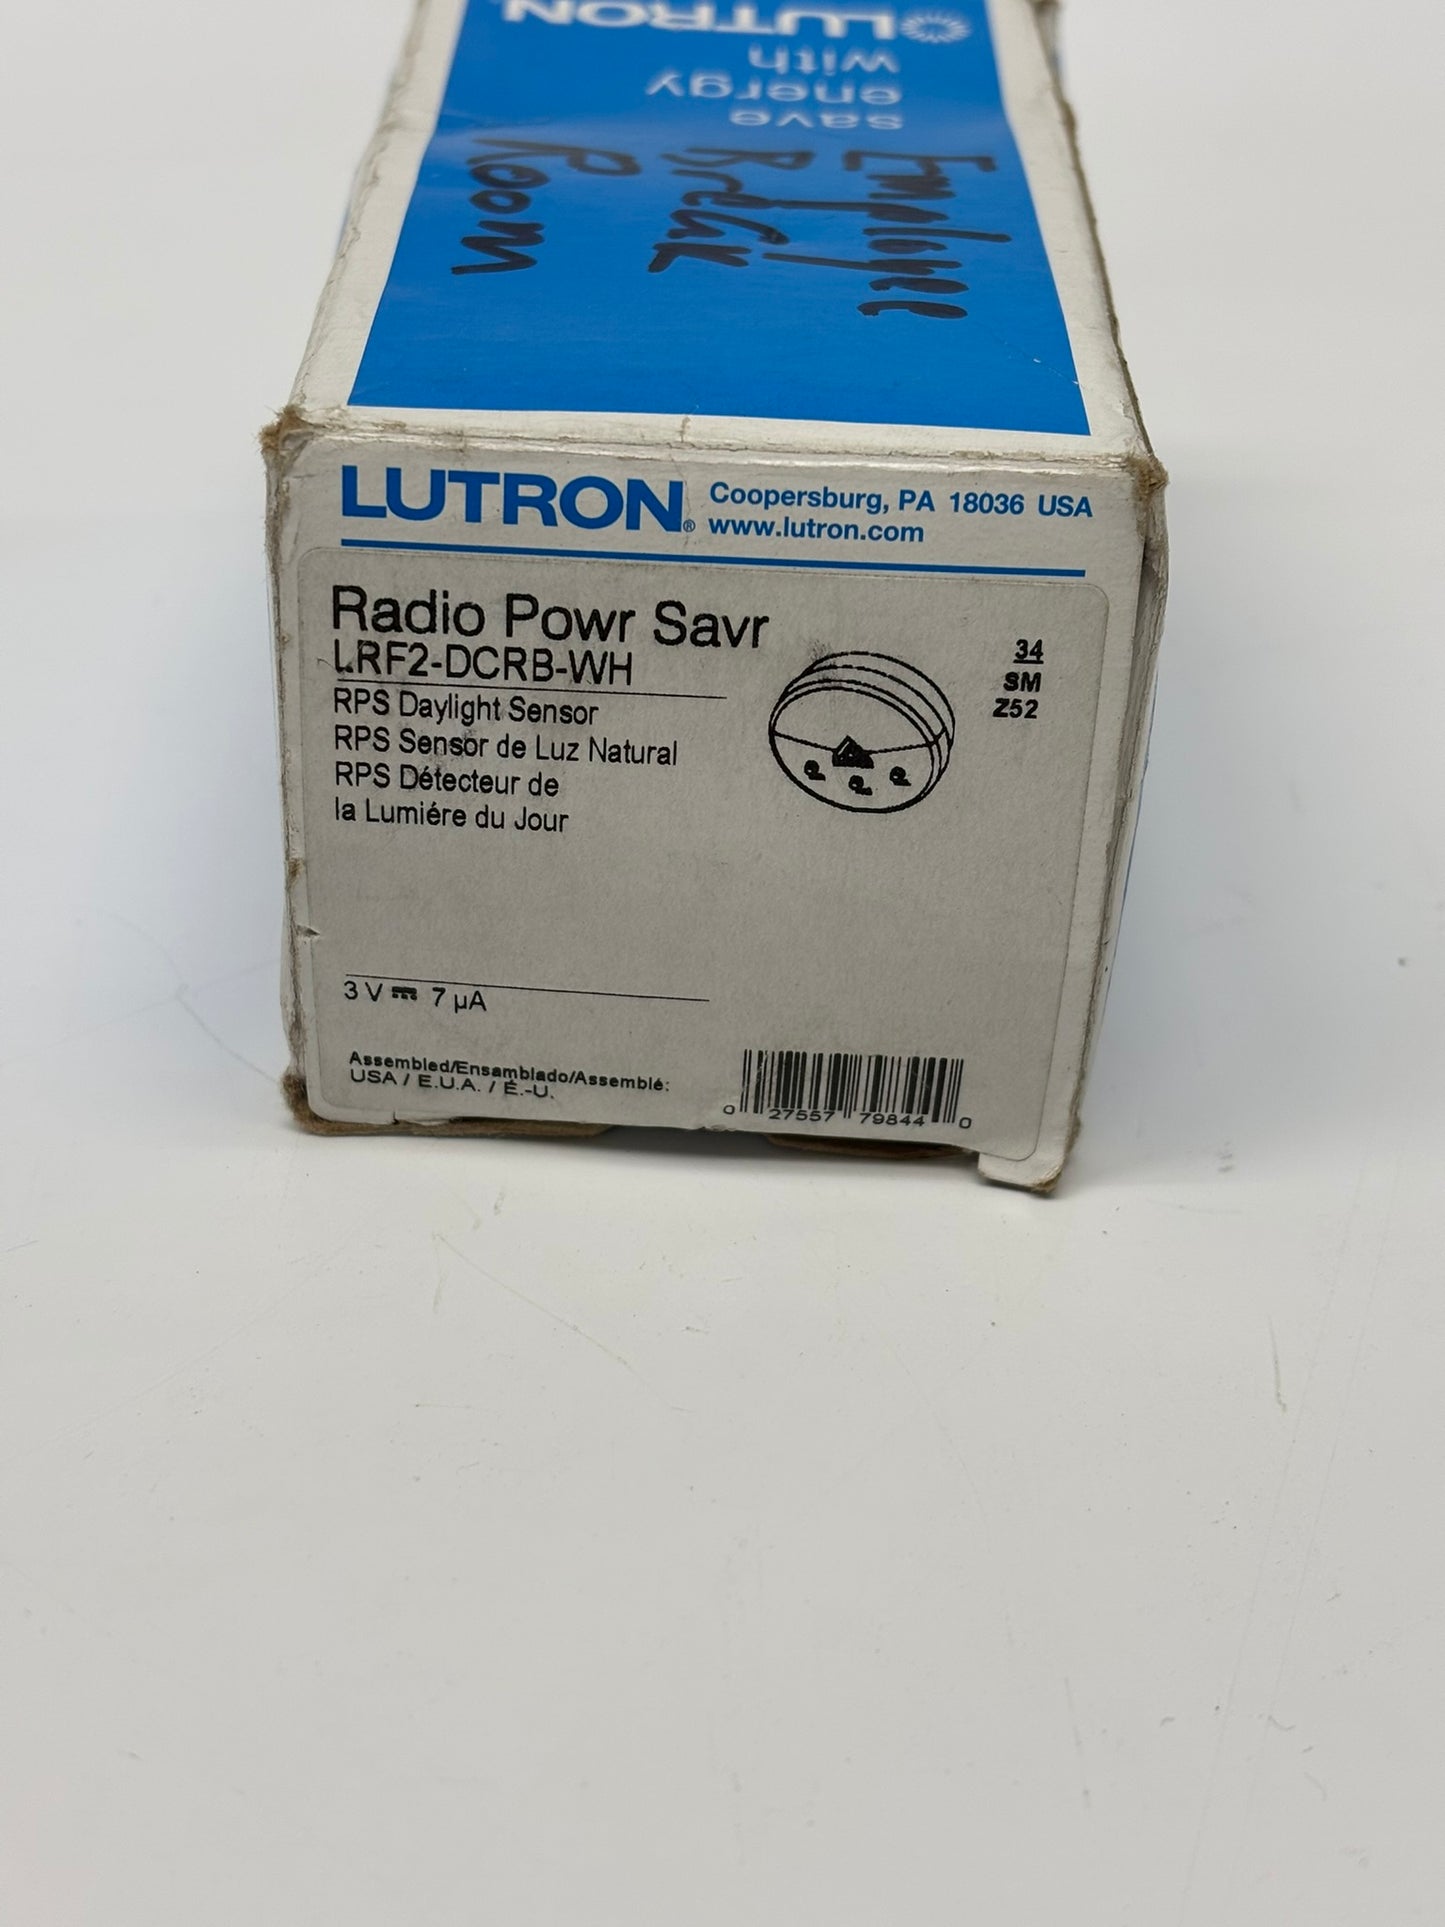 LUTRON
save
energy
with
Employee
Break
Room
LUTRON® Coopersburg, PA 18036 USA
www.lutron.com
Radio Powr Savr
LRF2-DCRB-WH
RPS Daylight Sensor
RPS Sensor de Luz Natural
RPS Détecteur de
la Lumiére du Jour
34
SM
Z52
3 V ⎓ 7 µA
Assembled/Ensamblado/Assemblé:
USA / E.U.A. / É.-U.
0 27557 79844 0